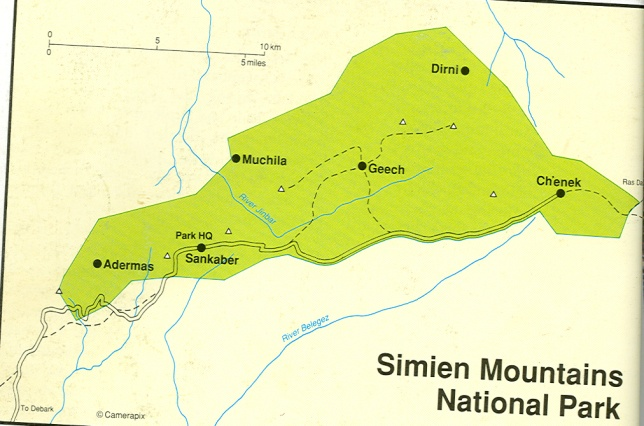 0 5 10 km
0 5 miles
Dirni
Muchila
Geech
Ch'enek
Ras Da
River Jinbar
Park HQ
Sankaber
Adermas
River Belegez
Simien Mountains
National Park
To Debark
© Camerapix